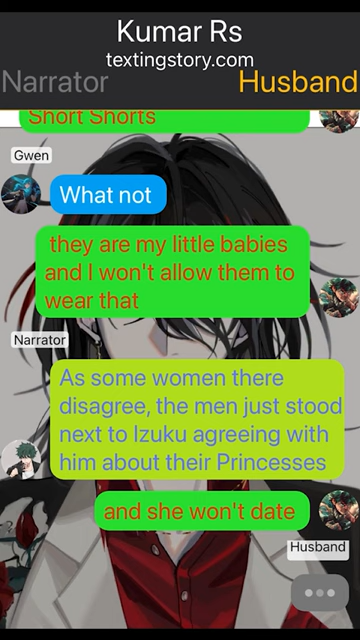 Kumar Rs
textingstory.com
Narrator
Husband
Short Shorts
Gwen
What not
they are my little babies
and I won't allow them to
wear that
Narrator
As some women there
disagree, the men just stood
next to Izuku agreeing with
him about their Princesses
and she won't date
Husband